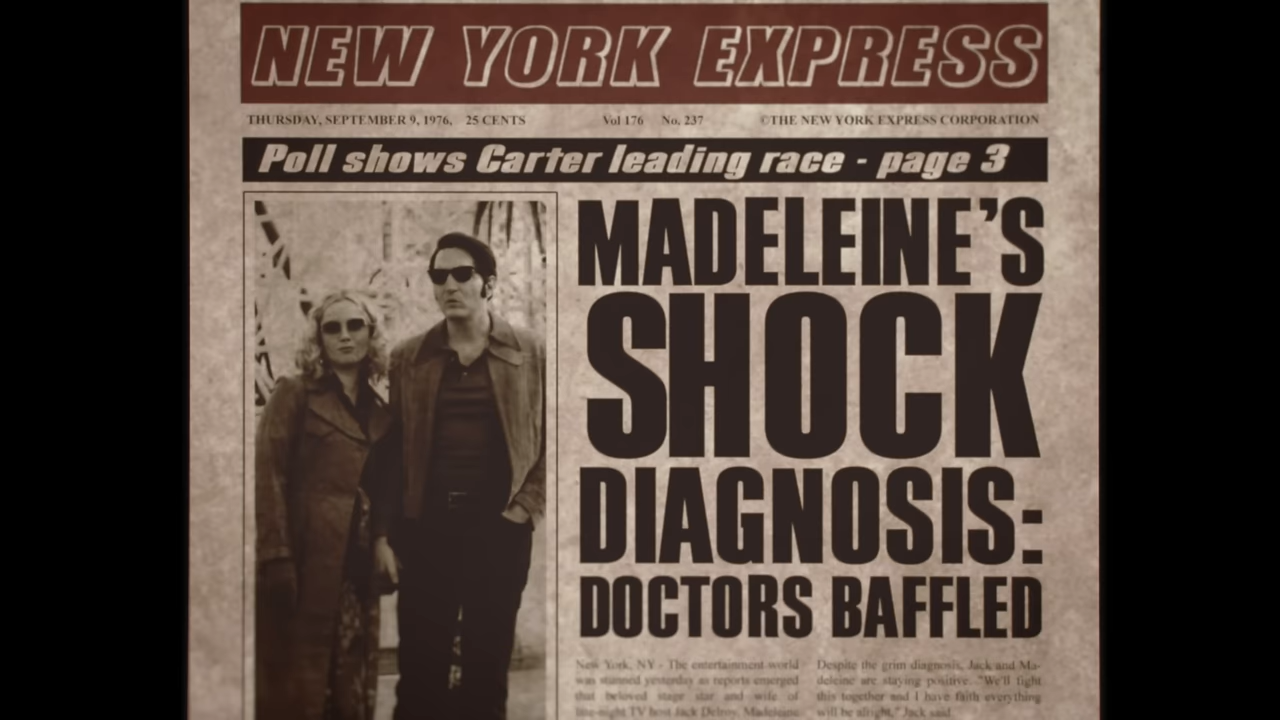 NEW YORK EXPRESS
THURSDAY, SEPTEMBER 9, 1976, 25 CENTS Vol 176 No. 237 ©THE NEW YORK EXPRESS CORPORATION
Poll shows Carter leading race - page 3
MADELEINE'S
SHOCK
DIAGNOSIS:
DOCTORS BAFFLED
New York, NY - The entertainment world
was stunned yesterday as reports emerged
that beloved stage star and wife of
late-night TV host Jack Delroy, Madeleine
Despite the grim diagnosis, Jack and Ma-
deleine are staying positive. "We'll fight
this together and I have faith everything
will be alright," Jack said.